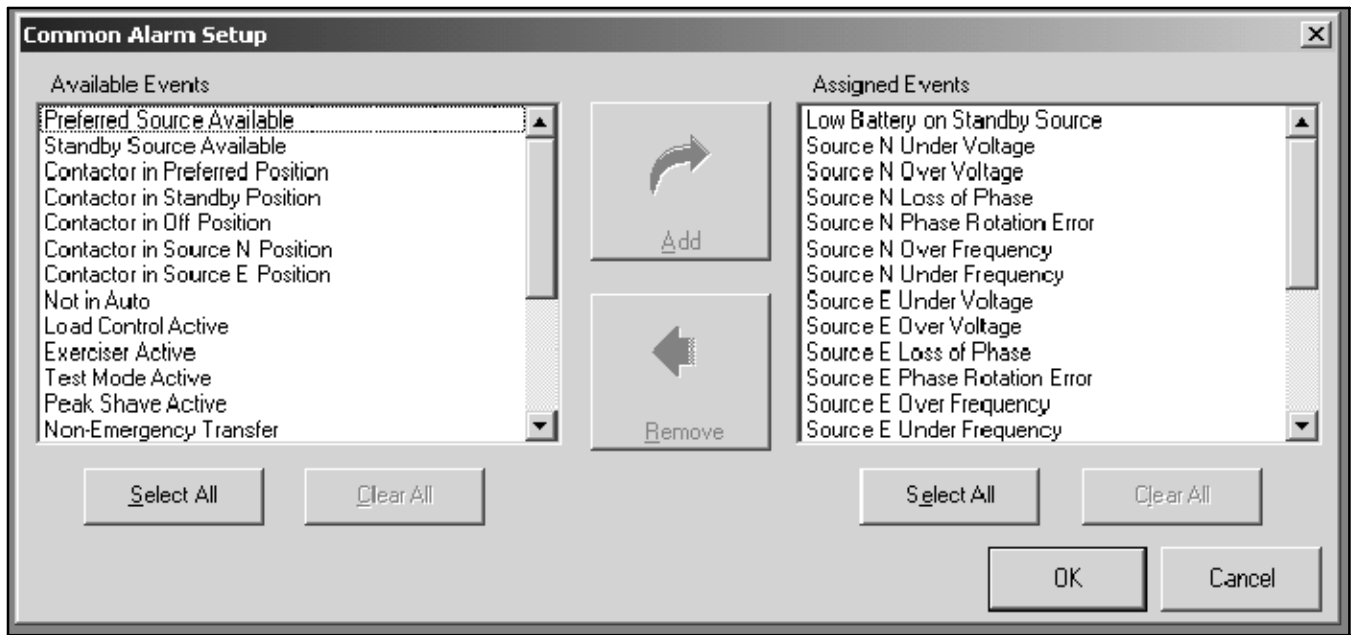 Common Alarm Setup
Available Events
Preferred Source Available
Standby Source Available
Contactor in Preferred Position
Contactor in Standby Position
Contactor in Off Position
Contactor in Source N Position
Contactor in Source E Position
Not in Auto
Load Control Active
Exerciser Active
Test Mode Active
Peak Shave Active
Non-Emergency Transfer
Select All
Clear All
Add
Remove
Assigned Events
Low Battery on Standby Source
Source N Under Voltage
Source N Over Voltage
Source N Loss of Phase
Source N Phase Rotation Error
Source N Over Frequency
Source N Under Frequency
Source E Under Voltage
Source E Over Voltage
Source E Loss of Phase
Source E Phase Rotation Error
Source E Over Frequency
Source E Under Frequency
Select All
Clear All
OK
Cancel